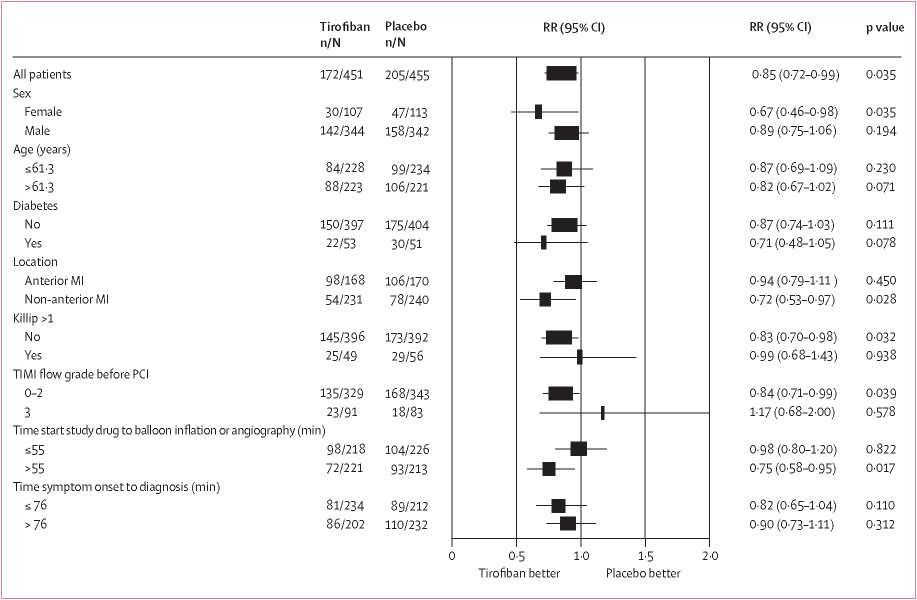 Tirofiban Placebo RR (95% CI) RR (95% CI) p value
n/N n/N
All patients 172/451 205/455 0·85 (0·72–0·99) 0·035
Sex
Female 30/107 47/113 0·67 (0·46–0·98) 0·035
Male 142/344 158/342 0·89 (0·75–1·06) 0·194
Age (years)
≤61·3 84/228 99/234 0·87 (0·69–1·09) 0·230
>61·3 88/223 106/221 0·82 (0·67–1·02) 0·071
Diabetes
No 150/397 175/404 0·87 (0·74–1·03) 0·111
Yes 22/53 30/51 0·71 (0·48–1·05) 0·078
Location
Anterior MI 98/168 106/170 0·94 (0·79–1·11 ) 0·450
Non-anterior MI 54/231 78/240 0·72 (0·53–0·97) 0·028
Killip >1
No 145/396 173/392 0·83 (0·70–0·98) 0·032
Yes 25/49 29/56 0·99 (0·68–1·43) 0·938
TIMI flow grade before PCI
0–2 135/329 168/343 0·84 (0·71–0·99) 0·039
3 23/91 18/83 1·17 (0·68–2·00) 0·578
Time start study drug to balloon inflation or angiography (min)
≤55 98/218 104/226 0·98 (0·80–1·20) 0·822
>55 72/221 93/213 0·75 (0·58–0·95) 0·017
Time symptom onset to diagnosis (min)
≤ 76 81/234 89/212 0·82 (0·65–1·04) 0·110
> 76 86/202 110/232 0·90 (0·73–1·11) 0·312
0 0·5 1·0 1·5 2·0
Tirofiban better Placebo better